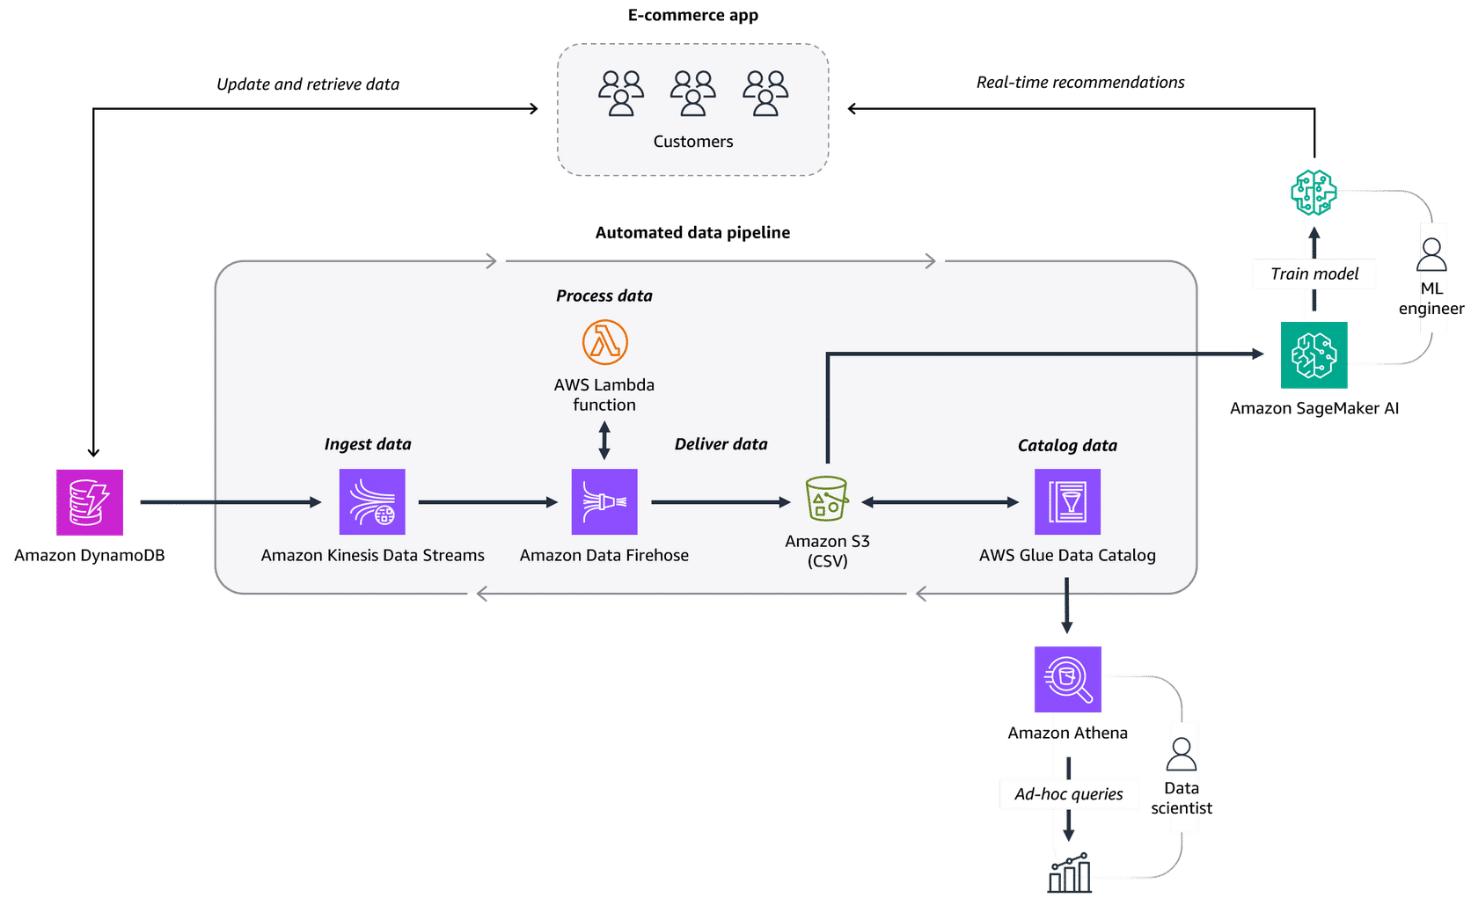 E-commerce app
Update and retrieve data
Real-time recommendations
Customers
Automated data pipeline
Train model
ML
engineer
Process data
AWS Lambda
function
Amazon SageMaker AI
Ingest data
Deliver data
Catalog data
Amazon DynamoDB
Amazon Kinesis Data Streams
Amazon Data Firehose
Amazon S3
(CSV)
AWS Glue Data Catalog
Amazon Athena
Ad-hoc queries
Data
scientist